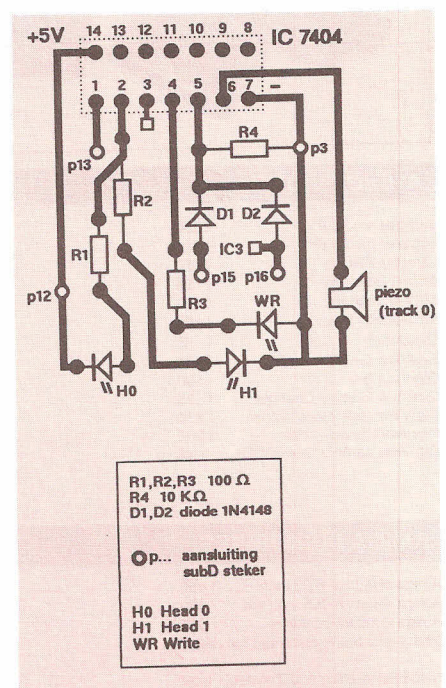 +5V
14 13 12 11 10 9 8
IC 7404
1 2 3 4 5 6 7 –
p13
R4
p3
R2
D1 D2
R1
IC3
p15 p16
p12
R3
WR
piezo
(track 0)
H0
H1
R1,R2,R3 100 Ω
R4 10 K.Ω
D1,D2 diode 1N4148
p... aansluiting
subD steker
H0 Head 0
H1 Head 1
WR Write